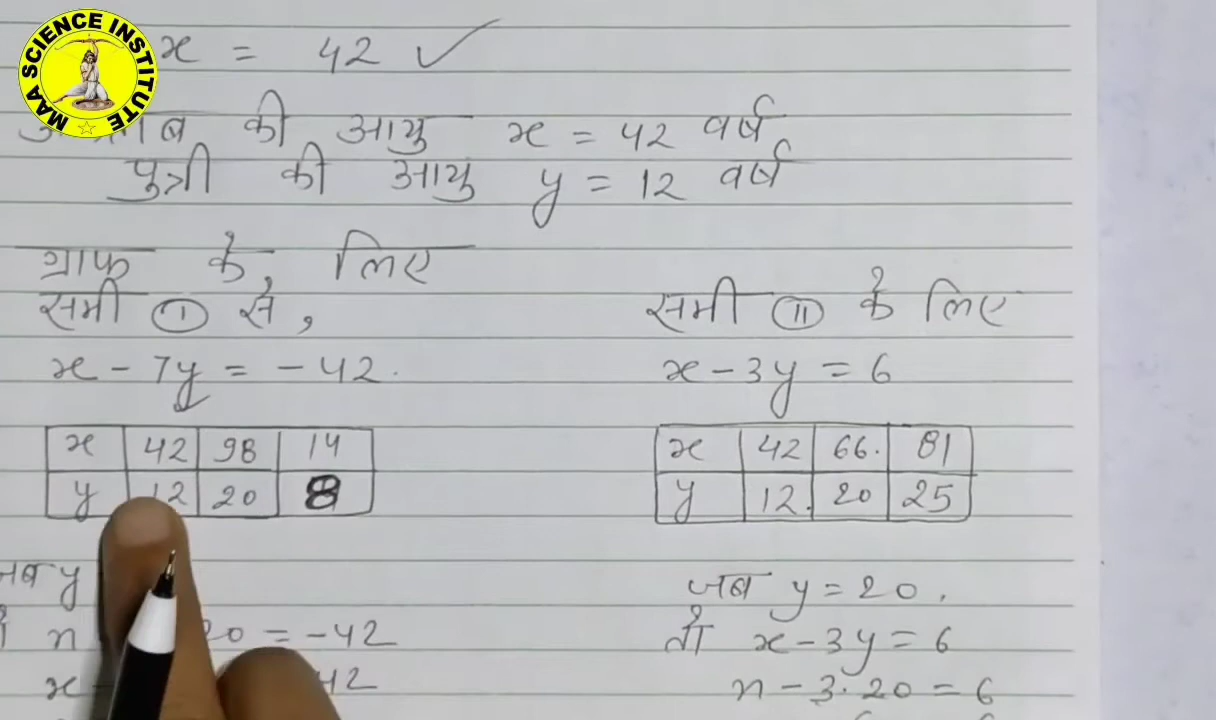 MAA SCIENCE INSTITUTE
x = 42 ✓
की आयु x = 42 वर्ष
पुत्री की आयु y = 12 वर्ष
ग्राफ के, लिए
समी (I) से,
x - 7y = -42.
x 42 98 14
y 12 20 8
जब y
20 = -42
x 42
समी (II) के लिए
x - 3y = 6
x 42 66. 81
y 12. 20 25
जब y = 20.
तो x - 3y = 6
n - 3.20 = 6